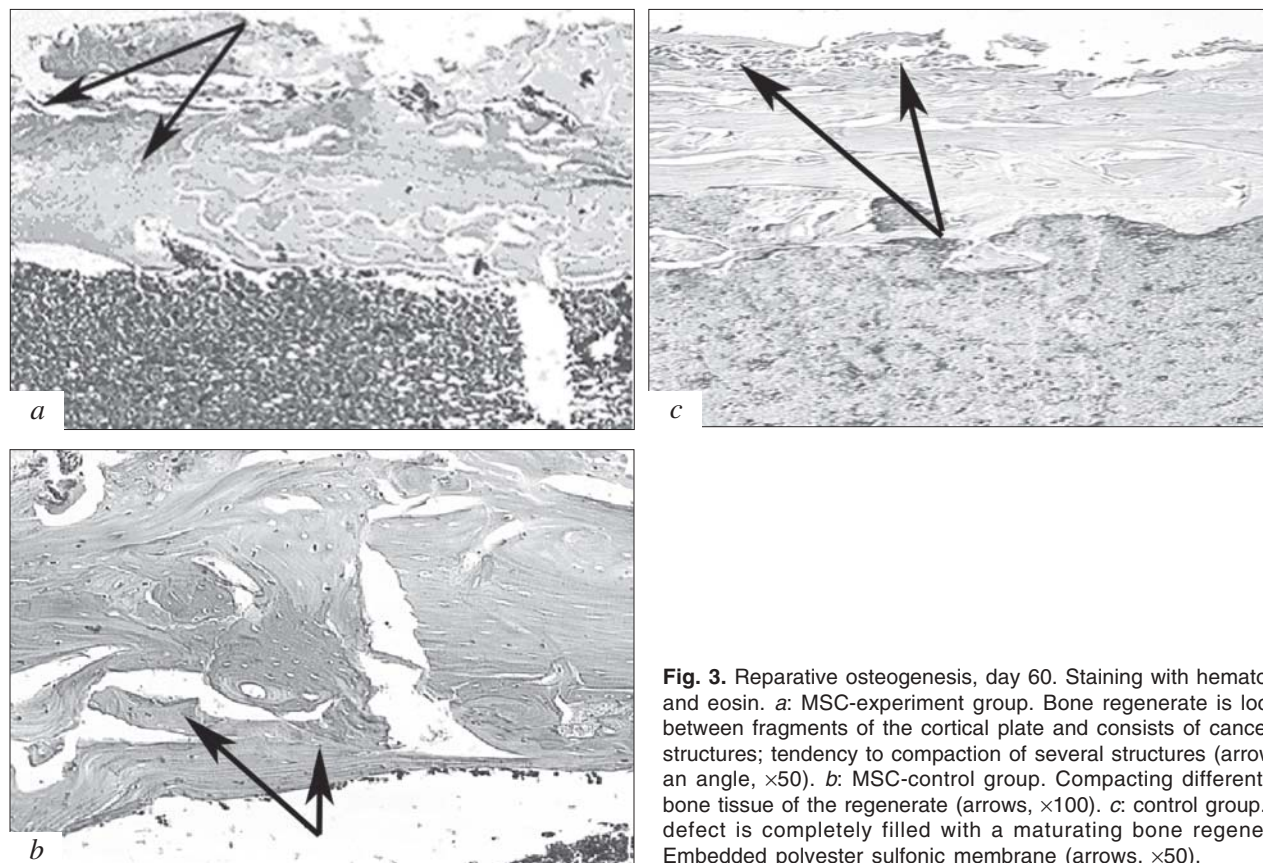 a
c
b
Fig. 3. Reparative osteogenesis, day 60. Staining with hemato
and eosin. a: MSC-experiment group. Bone regenerate is loc
between fragments of the cortical plate and consists of cance
structures; tendency to compaction of several structures (arrow
an angle, ×50). b: MSC-control group. Compacting different
bone tissue of the regenerate (arrows, ×100). c: control group.
defect is completely filled with a maturating bone regene
Embedded polyester sulfonic membrane (arrows, ×50).